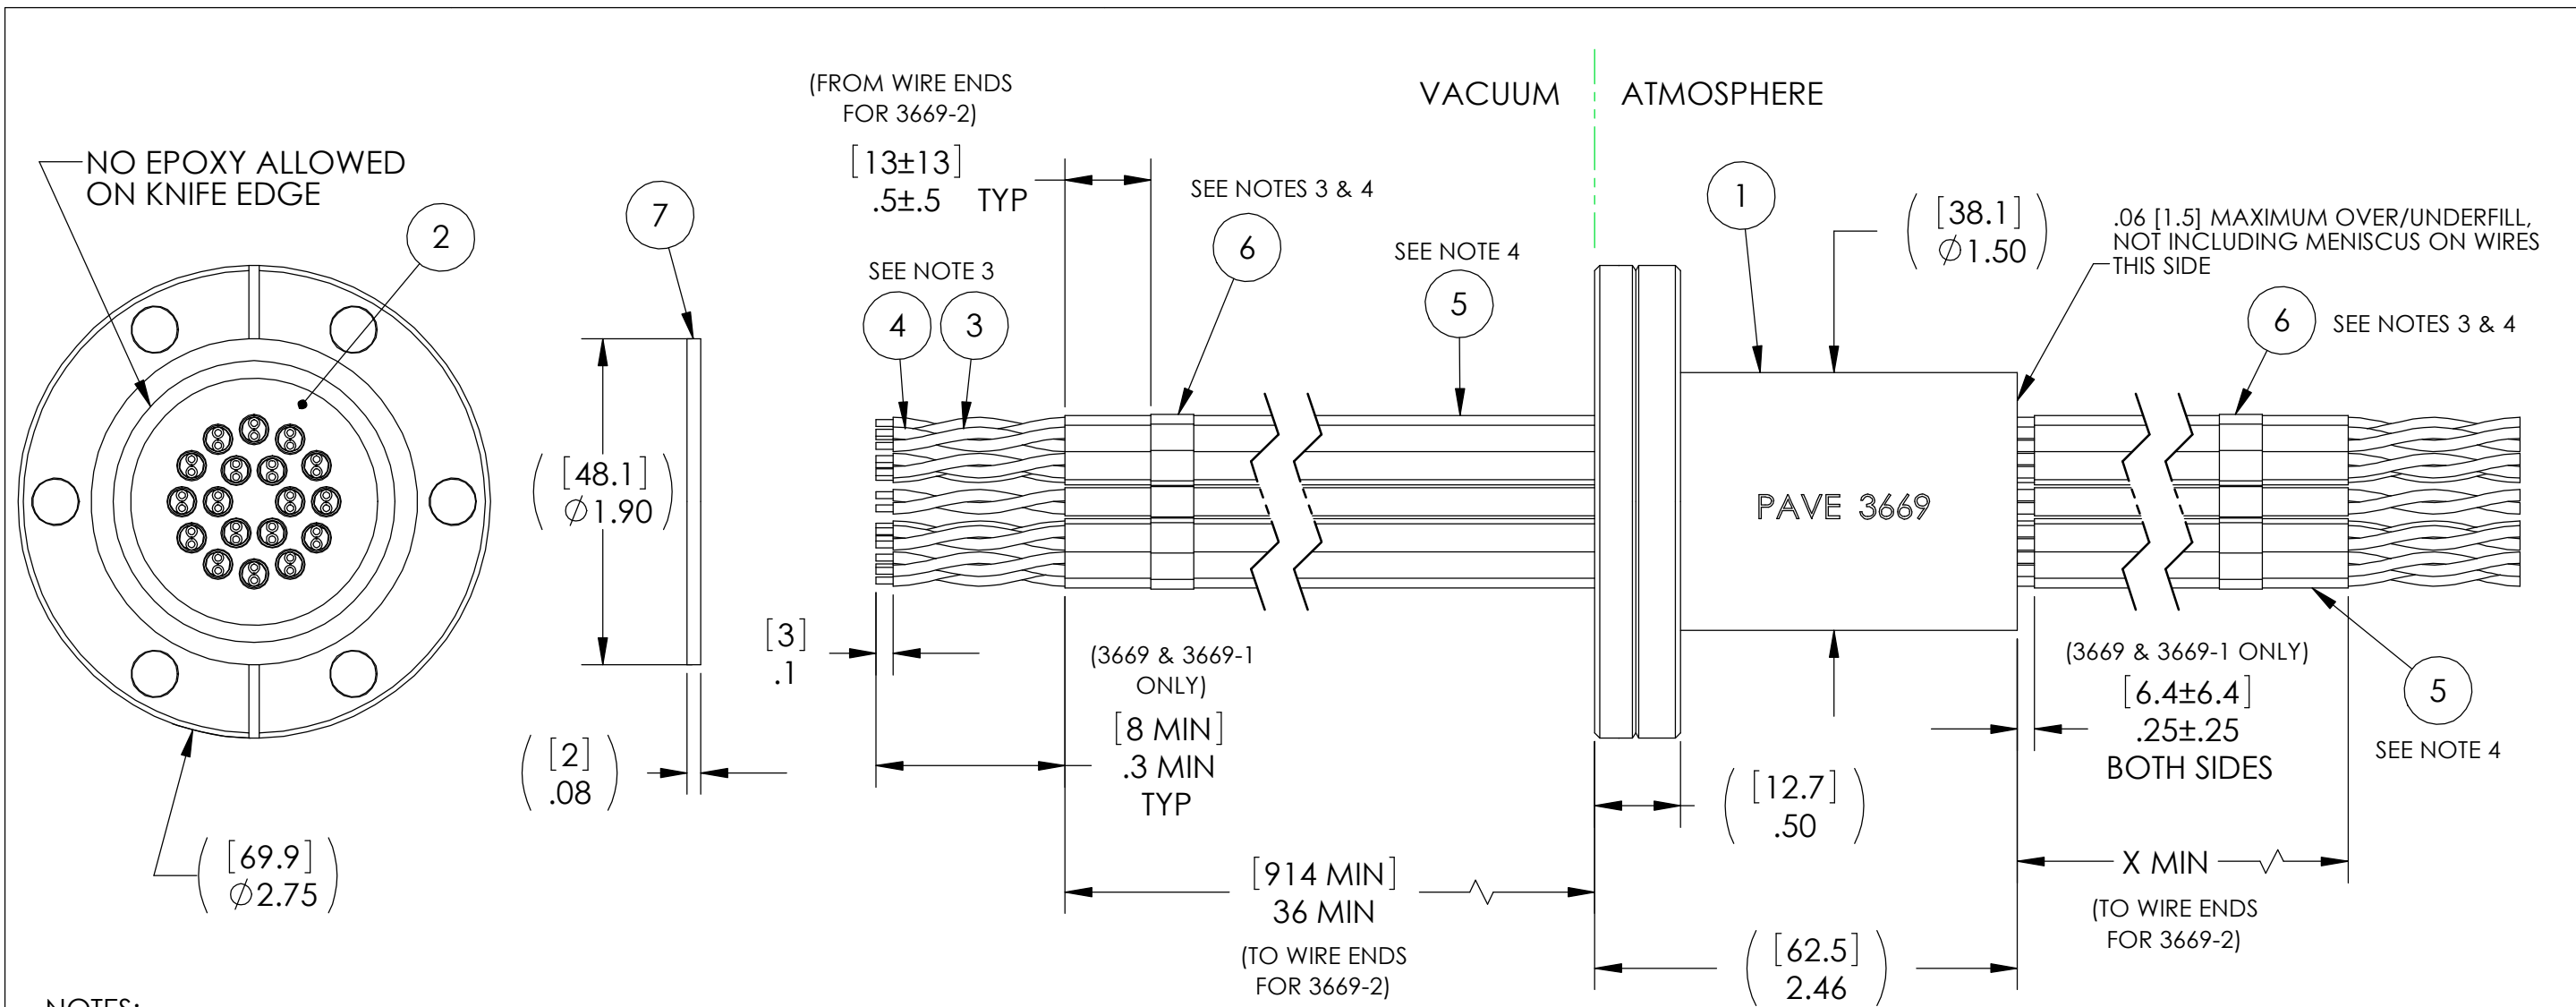 NO EPOXY ALLOWED
ON KNIFE EDGE
2
7
[69.9]
Ø2.75
[48.1]
Ø1.90
[2]
.08
(FROM WIRE ENDS
FOR 3669-2)
[13±13]
.5±.5 TYP
SEE NOTE 3
4
3
SEE NOTES 3 & 4
6
SEE NOTE 4
5
VACUUM
ATMOSPHERE
1
([38.1]
Ø1.50)
.06 [1.5] MAXIMUM OVER/UNDERFILL,
NOT INCLUDING MENISCUS ON WIRES
THIS SIDE
6
SEE NOTES 3 & 4
PAVE 3669
[3]
.1
(3669 & 3669-1
ONLY)
[8 MIN]
.3 MIN
TYP
[914 MIN]
36 MIN
(TO WIRE ENDS
FOR 3669-2)
([12.7]
.50)
([62.5]
2.46)
(3669 & 3669-1 ONLY)
[6.4±6.4]
.25±.25
BOTH SIDES
5
SEE NOTE 4
X MIN
(TO WIRE ENDS
FOR 3669-2)
NOTES: